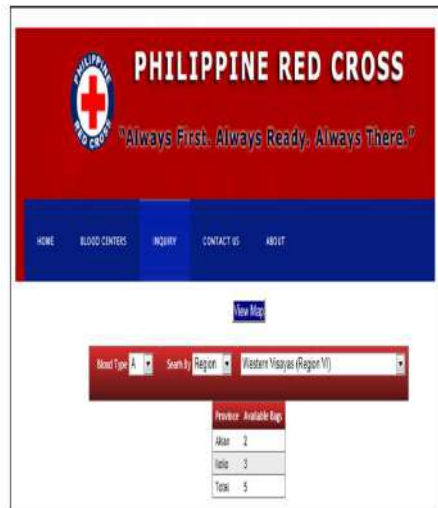 PHILIPPINE RED CROSS
PHILIPPINE
RED CROSS
"Always First. Always Ready. Always There."
HOME BLOOD CENTERS INQUIRY CONTACT US ABOUT
View Map
Blood Type A Searh By Region Western Visayas (Region VI)
Province Available Bags
Aklan 2
Iloilo 3
Total 5